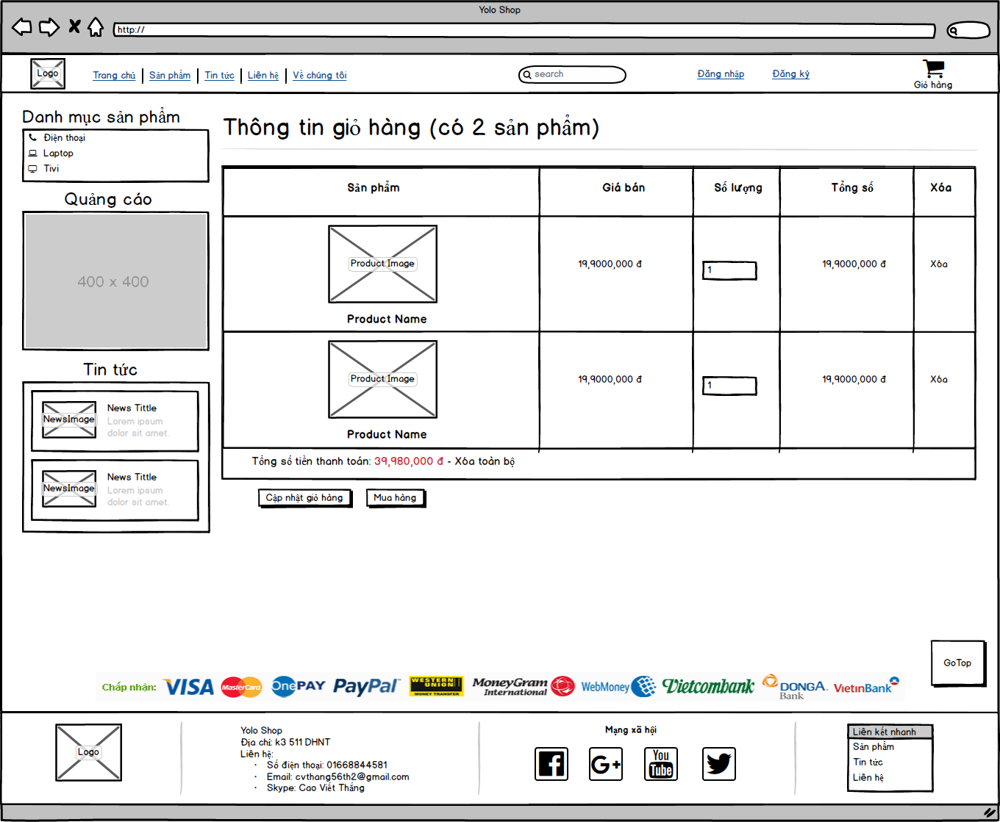 Yolo Shop
http://
Logo
Trang chủ
Sản phẩm
Tin tức
Liên hệ
Về chúng tôi
search
Đăng nhập
Đăng ký
Giỏ hàng
Danh mục sản phẩm
Điện thoại
Laptop
Tivi
Quảng cáo
400 x 400
Tin tức
NewsImage
News Tittle
Lorem ipsum
dolor sit amet.
NewsImage
News Tittle
Lorem ipsum
dolor sit amet.
Thông tin giỏ hàng (có 2 sản phẩm)
Sản phẩm
Giá bán
Số lượng
Tổng số
Xóa
Product Image
Product Name
19,9000,000 đ
1
19,9000,000 đ
Xóa
Product Image
Product Name
19,9000,000 đ
1
19,9000,000 đ
Xóa
Tổng số tiền thanh toán: 39,980,000 đ - Xóa toàn bộ
Cập nhật giỏ hàng
Mua hàng
GoTop
Chấp nhận:
VISA
MasterCard
OnePAY
PayPal
WESTERN UNION
MONEY TRANSFER
MoneyGram
International
WebMoney
Vietcombank
DONGA
Bank
VietinBank
Logo
Yolo Shop
Địa chỉ: k3 511 DHNT
Liên hệ:
· Số điện thoại: 01668844581
· Email: cvthang56th2@gmail.com
· Skype: Cao Viết Thắng
Mạng xã hội
G+
You
Tube
Liên kết nhanh
Sản phẩm
Tin tức
Liên hệ